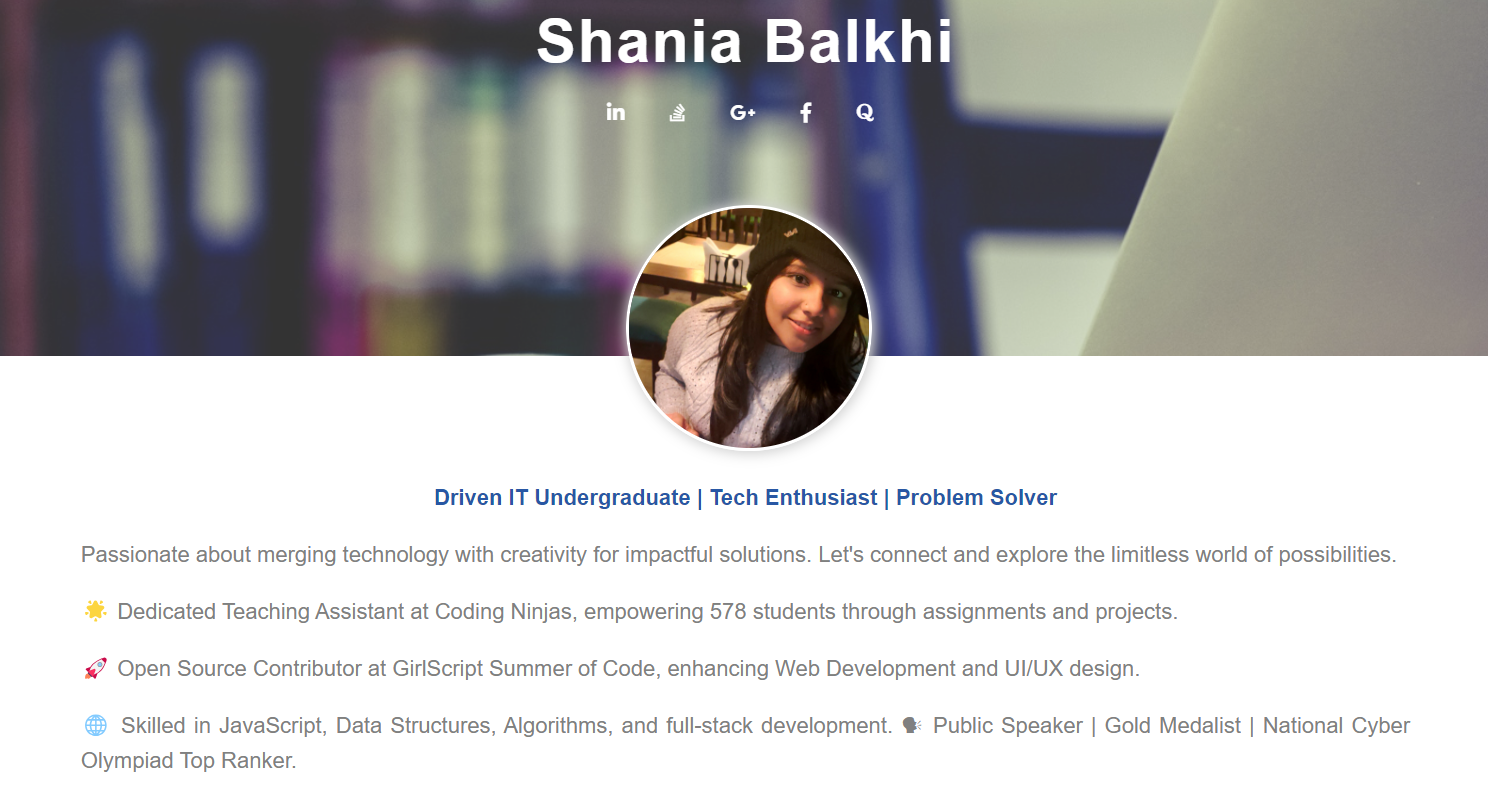 Shania Balkhi
Driven IT Undergraduate | Tech Enthusiast | Problem Solver
Passionate about merging technology with creativity for impactful solutions. Let's connect and explore the limitless world of possibilities.
🌟 Dedicated Teaching Assistant at Coding Ninjas, empowering 578 students through assignments and projects.
🚀 Open Source Contributor at GirlScript Summer of Code, enhancing Web Development and UI/UX design.
🌐 Skilled in JavaScript, Data Structures, Algorithms, and full-stack development. 🗣 Public Speaker | Gold Medalist | National Cyber
Olympiad Top Ranker.